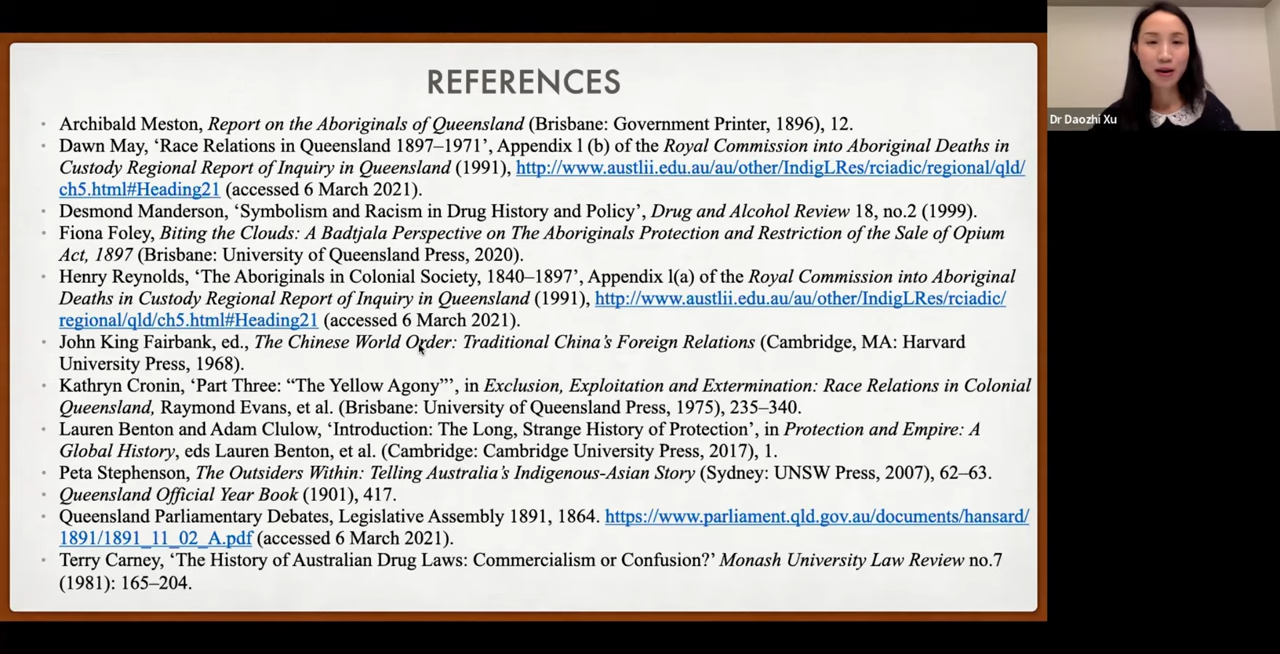 REFERENCES
Archibald Meston, Report on the Aboriginals of Queensland (Brisbane: Government Printer, 1896), 12.
Dawn May, ‘Race Relations in Queensland 1897–1971’, Appendix 1 (b) of the Royal Commission into Aboriginal Deaths in
Custody Regional Report of Inquiry in Queensland (1991), http://www.austlii.edu.au/au/other/IndigLRes/rciadic/regional/qld/
ch5.html#Heading21 (accessed 6 March 2021).
Desmond Manderson, ‘Symbolism and Racism in Drug History and Policy’, Drug and Alcohol Review 18, no.2 (1999).
Fiona Foley, Biting the Clouds: A Badtjala Perspective on The Aboriginals Protection and Restriction of the Sale of Opium
Act, 1897 (Brisbane: University of Queensland Press, 2020).
Henry Reynolds, ‘The Aboriginals in Colonial Society, 1840–1897’, Appendix l(a) of the Royal Commission into Aboriginal
Deaths in Custody Regional Report of Inquiry in Queensland (1991), http://www.austlii.edu.au/au/other/IndigLRes/rciadic/
regional/qld/ch5.html#Heading21 (accessed 6 March 2021).
John King Fairbank, ed., The Chinese World Order: Traditional China’s Foreign Relations (Cambridge, MA: Harvard
University Press, 1968).
Kathryn Cronin, ‘Part Three: “The Yellow Agony”’, in Exclusion, Exploitation and Extermination: Race Relations in Colonial
Queensland, Raymond Evans, et al. (Brisbane: University of Queensland Press, 1975), 235–340.
Lauren Benton and Adam Clulow, ‘Introduction: The Long, Strange History of Protection’, in Protection and Empire: A
Global History, eds Lauren Benton, et al. (Cambridge: Cambridge University Press, 2017), 1.
Peta Stephenson, The Outsiders Within: Telling Australia’s Indigenous-Asian Story (Sydney: UNSW Press, 2007), 62–63.
Queensland Official Year Book (1901), 417.
Queensland Parliamentary Debates, Legislative Assembly 1891, 1864. https://www.parliament.qld.gov.au/documents/hansard/
1891/1891_11_02_A.pdf (accessed 6 March 2021).
Terry Carney, ‘The History of Australian Drug Laws: Commercialism or Confusion?’ Monash University Law Review no.7
(1981): 165–204.
Dr Daozhi Xu